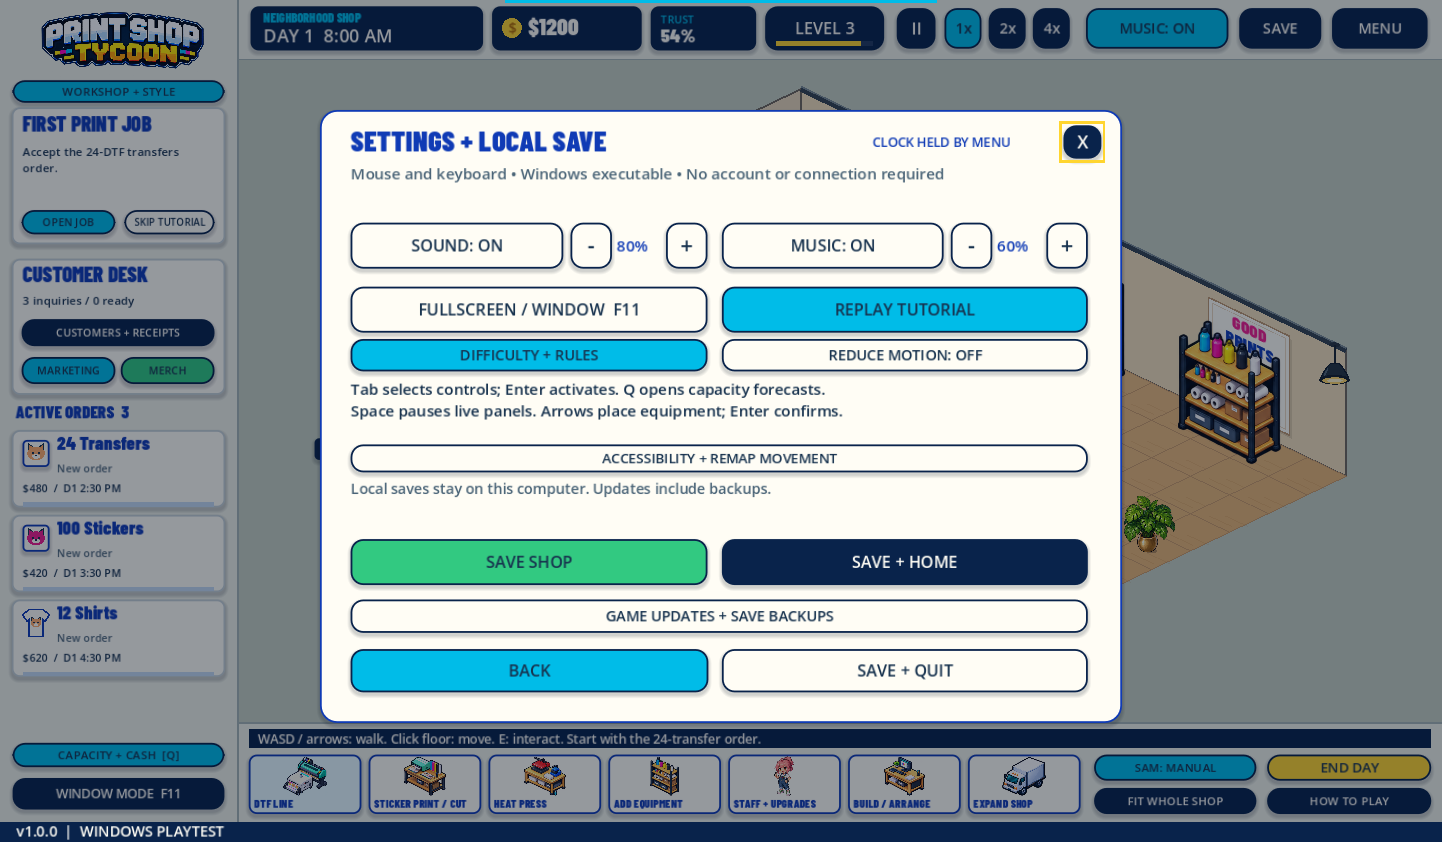 PRINT SHOP
TYCOON
NEIGHBORHOOD SHOP
DAY 1 8:00 AM
$ $1200
TRUST
54%
LEVEL 3
II
1x
2x
4x
MUSIC: ON
SAVE
MENU
WORKSHOP + STYLE
FIRST PRINT JOB
Accept the 24-DTF transfers
order.
OPEN JOB
SKIP TUTORIAL
CUSTOMER DESK
3 inquiries / 0 ready
CUSTOMERS + RECEIPTS
MARKETING
MERCH
ACTIVE ORDERS 3
24 Transfers
New order
$480 / D1 2:30 PM
100 Stickers
New order
$420 / D1 3:30 PM
12 Shirts
New order
$620 / D1 4:30 PM
CAPACITY + CASH [Q]
WINDOW MODE F11
SETTINGS + LOCAL SAVE
CLOCK HELD BY MENU
X
Mouse and keyboard • Windows executable • No account or connection required
SOUND: ON
-
80%
+
MUSIC: ON
-
60%
+
FULLSCREEN / WINDOW F11
REPLAY TUTORIAL
DIFFICULTY + RULES
REDUCE MOTION: OFF
Tab selects controls; Enter activates. Q opens capacity forecasts.
Space pauses live panels. Arrows place equipment; Enter confirms.
ACCESSIBILITY + REMAP MOVEMENT
Local saves stay on this computer. Updates include backups.
SAVE SHOP
SAVE + HOME
GAME UPDATES + SAVE BACKUPS
BACK
SAVE + QUIT
GOOD
PRINTS
WASD / arrows: walk. Click floor: move. E: interact. Start with the 24-transfer order.
DTF LINE
STICKER PRINT / CUT
HEAT PRESS
ADD EQUIPMENT
STAFF + UPGRADES
BUILD / ARRANGE
EXPAND SHOP
SAM: MANUAL
END DAY
FIT WHOLE SHOP
HOW TO PLAY
v1.0.0 | WINDOWS PLAYTEST